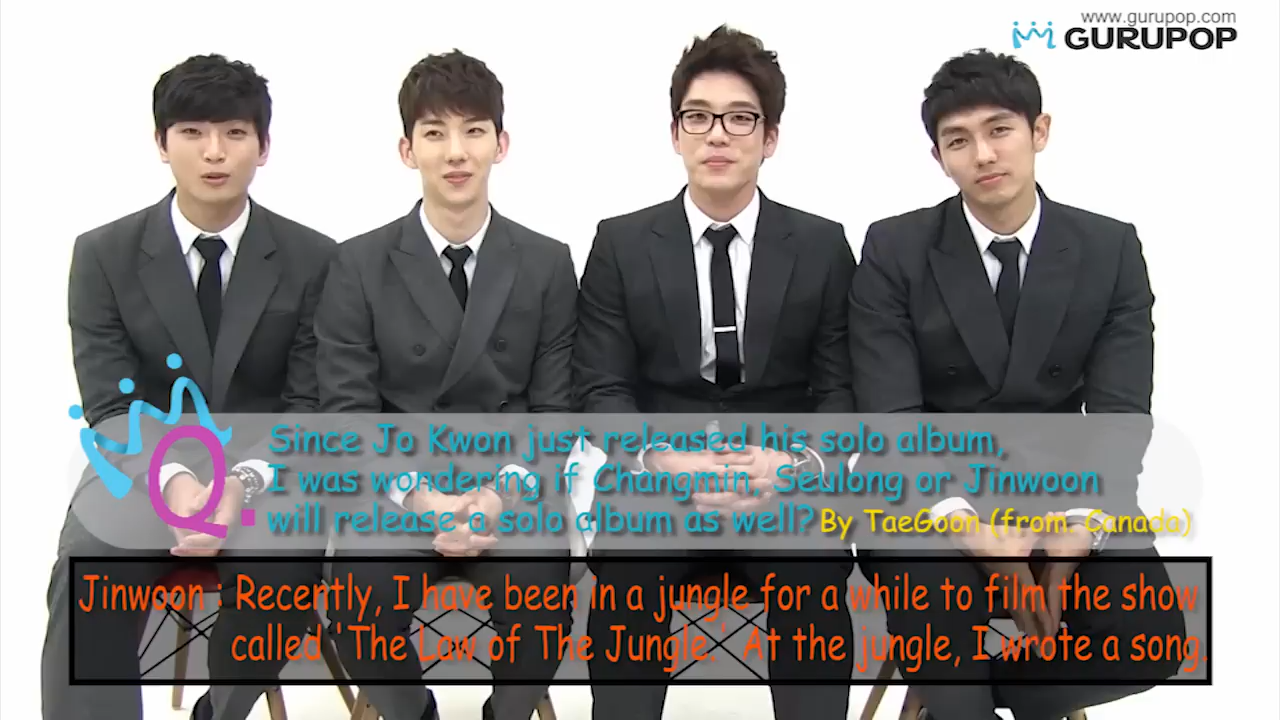 www.gurupop.com
GURUPOP
Q.
Since Jo Kwon just released his solo album,
I was wondering if Changmin, Seulong or Jinwoon
will release a solo album as well? By TaeGoon (from. Canada)
Jinwoon : Recently, I have been in a jungle for a while to film the show
called 'The Law of The Jungle.' At the jungle, I wrote a song.